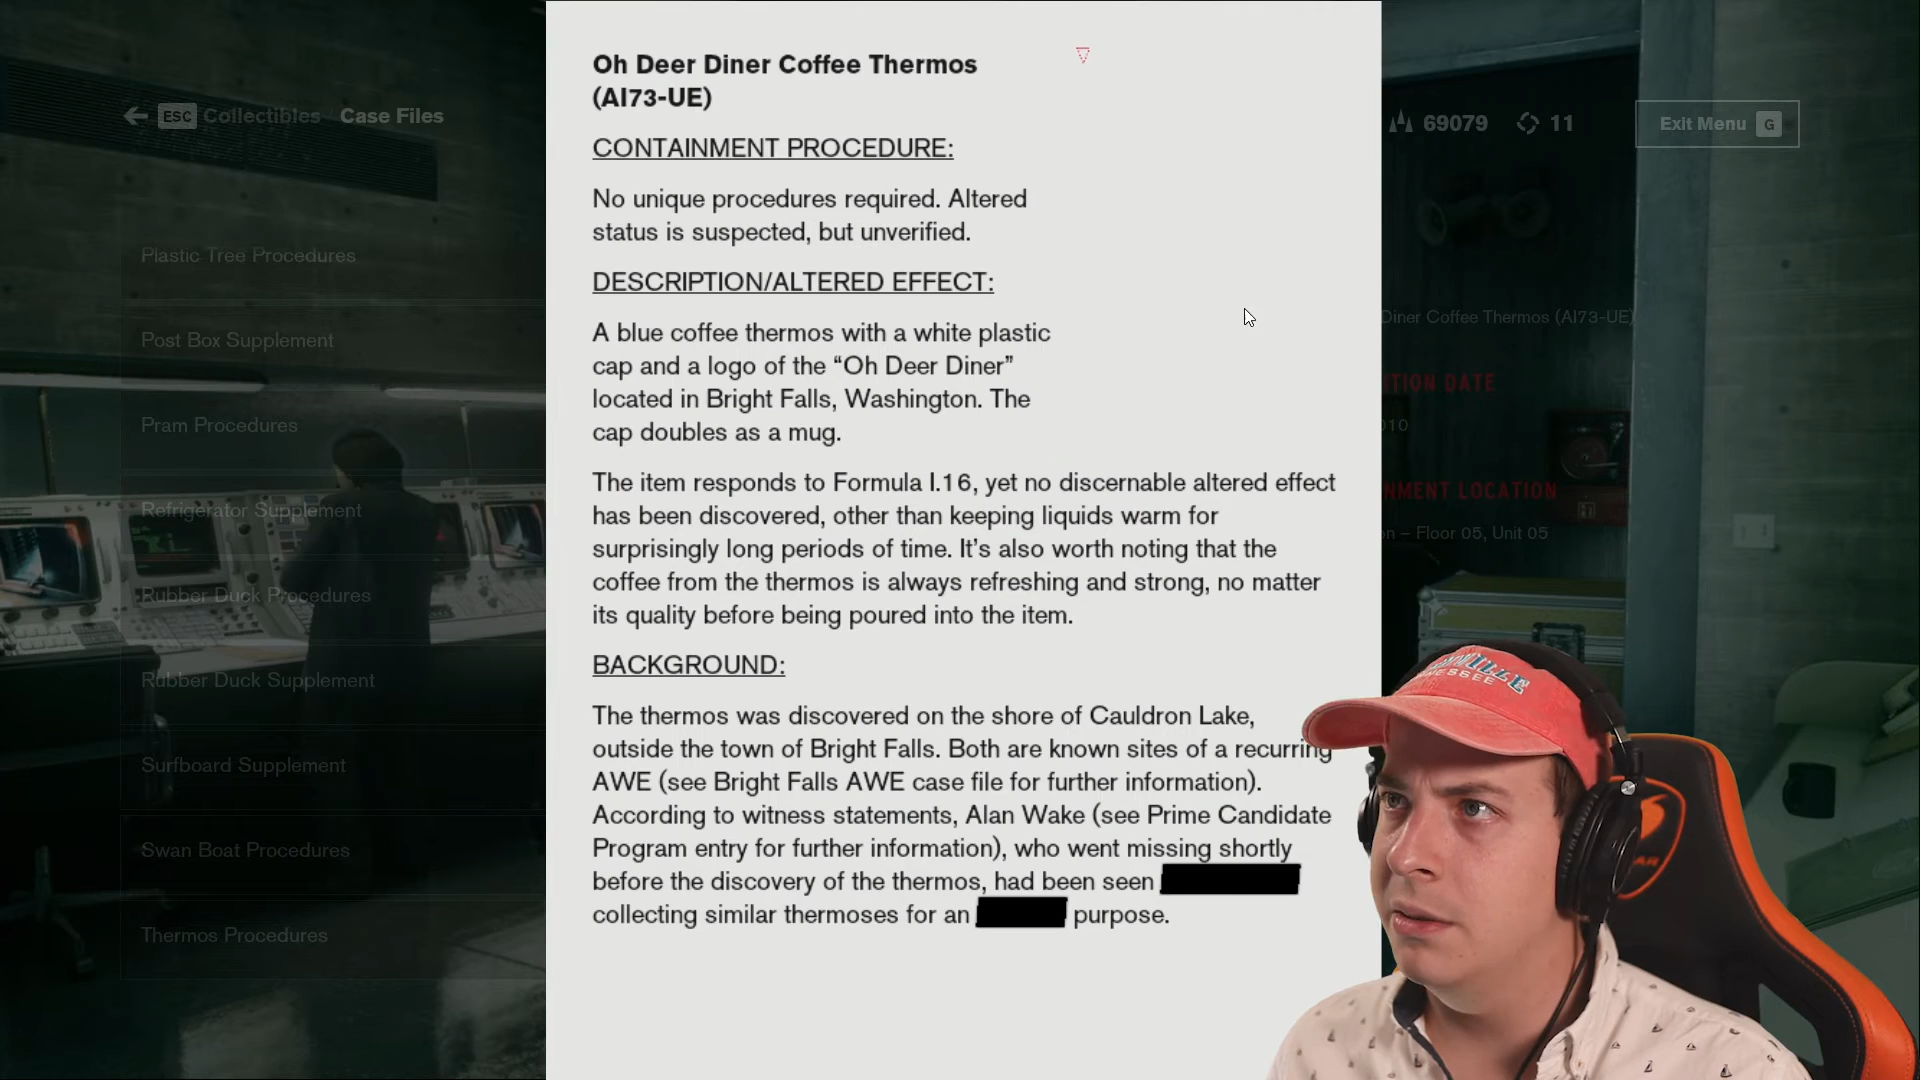 Oh Deer Diner Coffee Thermos
(AI73-UE)
ESC Collectibles / Case Files
69079
11
Exit Menu G
CONTAINMENT PROCEDURE:
No unique procedures required. Altered
status is suspected, but unverified.
DESCRIPTION/ALTERED EFFECT:
A blue coffee thermos with a white plastic
cap and a logo of the “Oh Deer Diner”
located in Bright Falls, Washington. The
cap doubles as a mug.
The item responds to Formula I.16, yet no discernable altered effect
has been discovered, other than keeping liquids warm for
surprisingly long periods of time. It’s also worth noting that the
coffee from the thermos is always refreshing and strong, no matter
its quality before being poured into the item.
BACKGROUND:
The thermos was discovered on the shore of Cauldron Lake,
outside the town of Bright Falls. Both are known sites of a recurring
AWE (see Bright Falls AWE case file for further information).
According to witness statements, Alan Wake (see Prime Candidate
Program entry for further information), who went missing shortly
before the discovery of the thermos, had been seen
collecting similar thermoses for an purpose.
Plastic Tree Procedures
Post Box Supplement
Pram Procedures
Refrigerator Supplement
Rubber Duck Procedures
Rubber Duck Supplement
Surfboard Supplement
Swan Boat Procedures
Thermos Procedures
Diner Coffee Thermos (AI73-UE)
ITION DATE
010
NMENT LOCATION
n – Floor 05, Unit 05